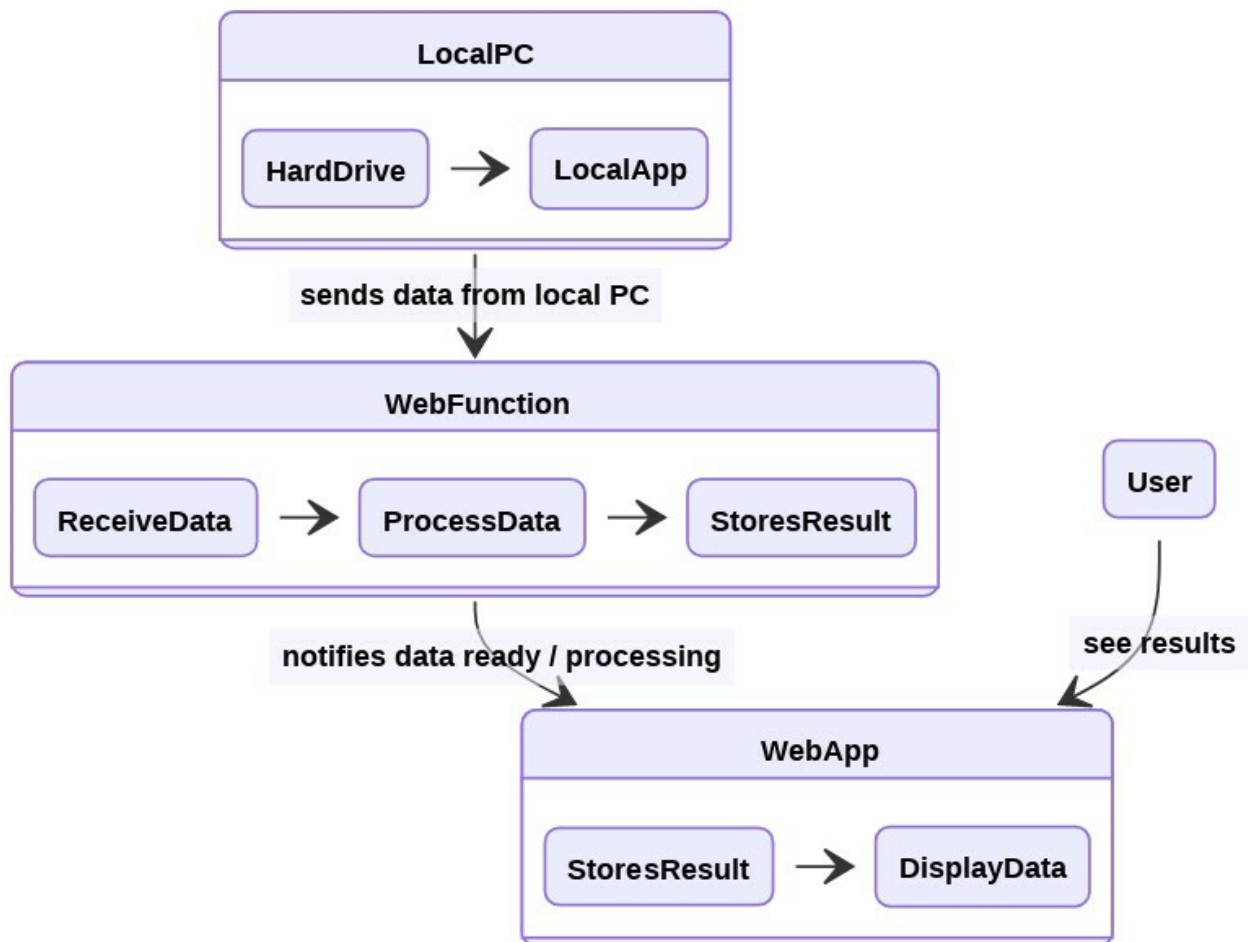 LocalPC
HardDrive
LocalApp
sends data from local PC
WebFunction
ReceiveData
ProcessData
StoresResult
User
notifies data ready / processing
see results
WebApp
StoresResult
DisplayData